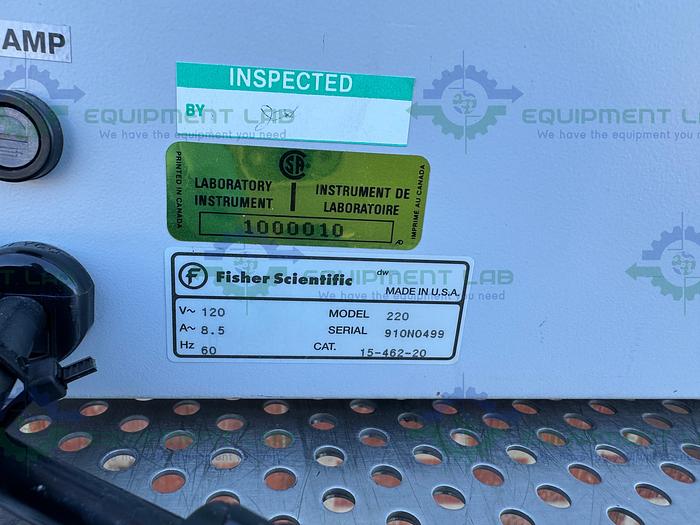 AMP
INSPECTED
BY
PRINTED IN CANADA
CSA
LABORATORY INSTRUMENT
INSTRUMENT DE LABORATOIRE
1000010
IMPRIMÉ AU CANADA
F Fisher Scientific dw
MADE IN U.S.A.
V~ 120 MODEL 220
A~ 8.5 SERIAL 910N0499
Hz 60 CAT. 15-462-20
EQUIPMENT LAB
We have the equipment you need
EQUIPMENT LAB
We have the equipment you need
EQUIPMENT LAB
We have the equipment you need